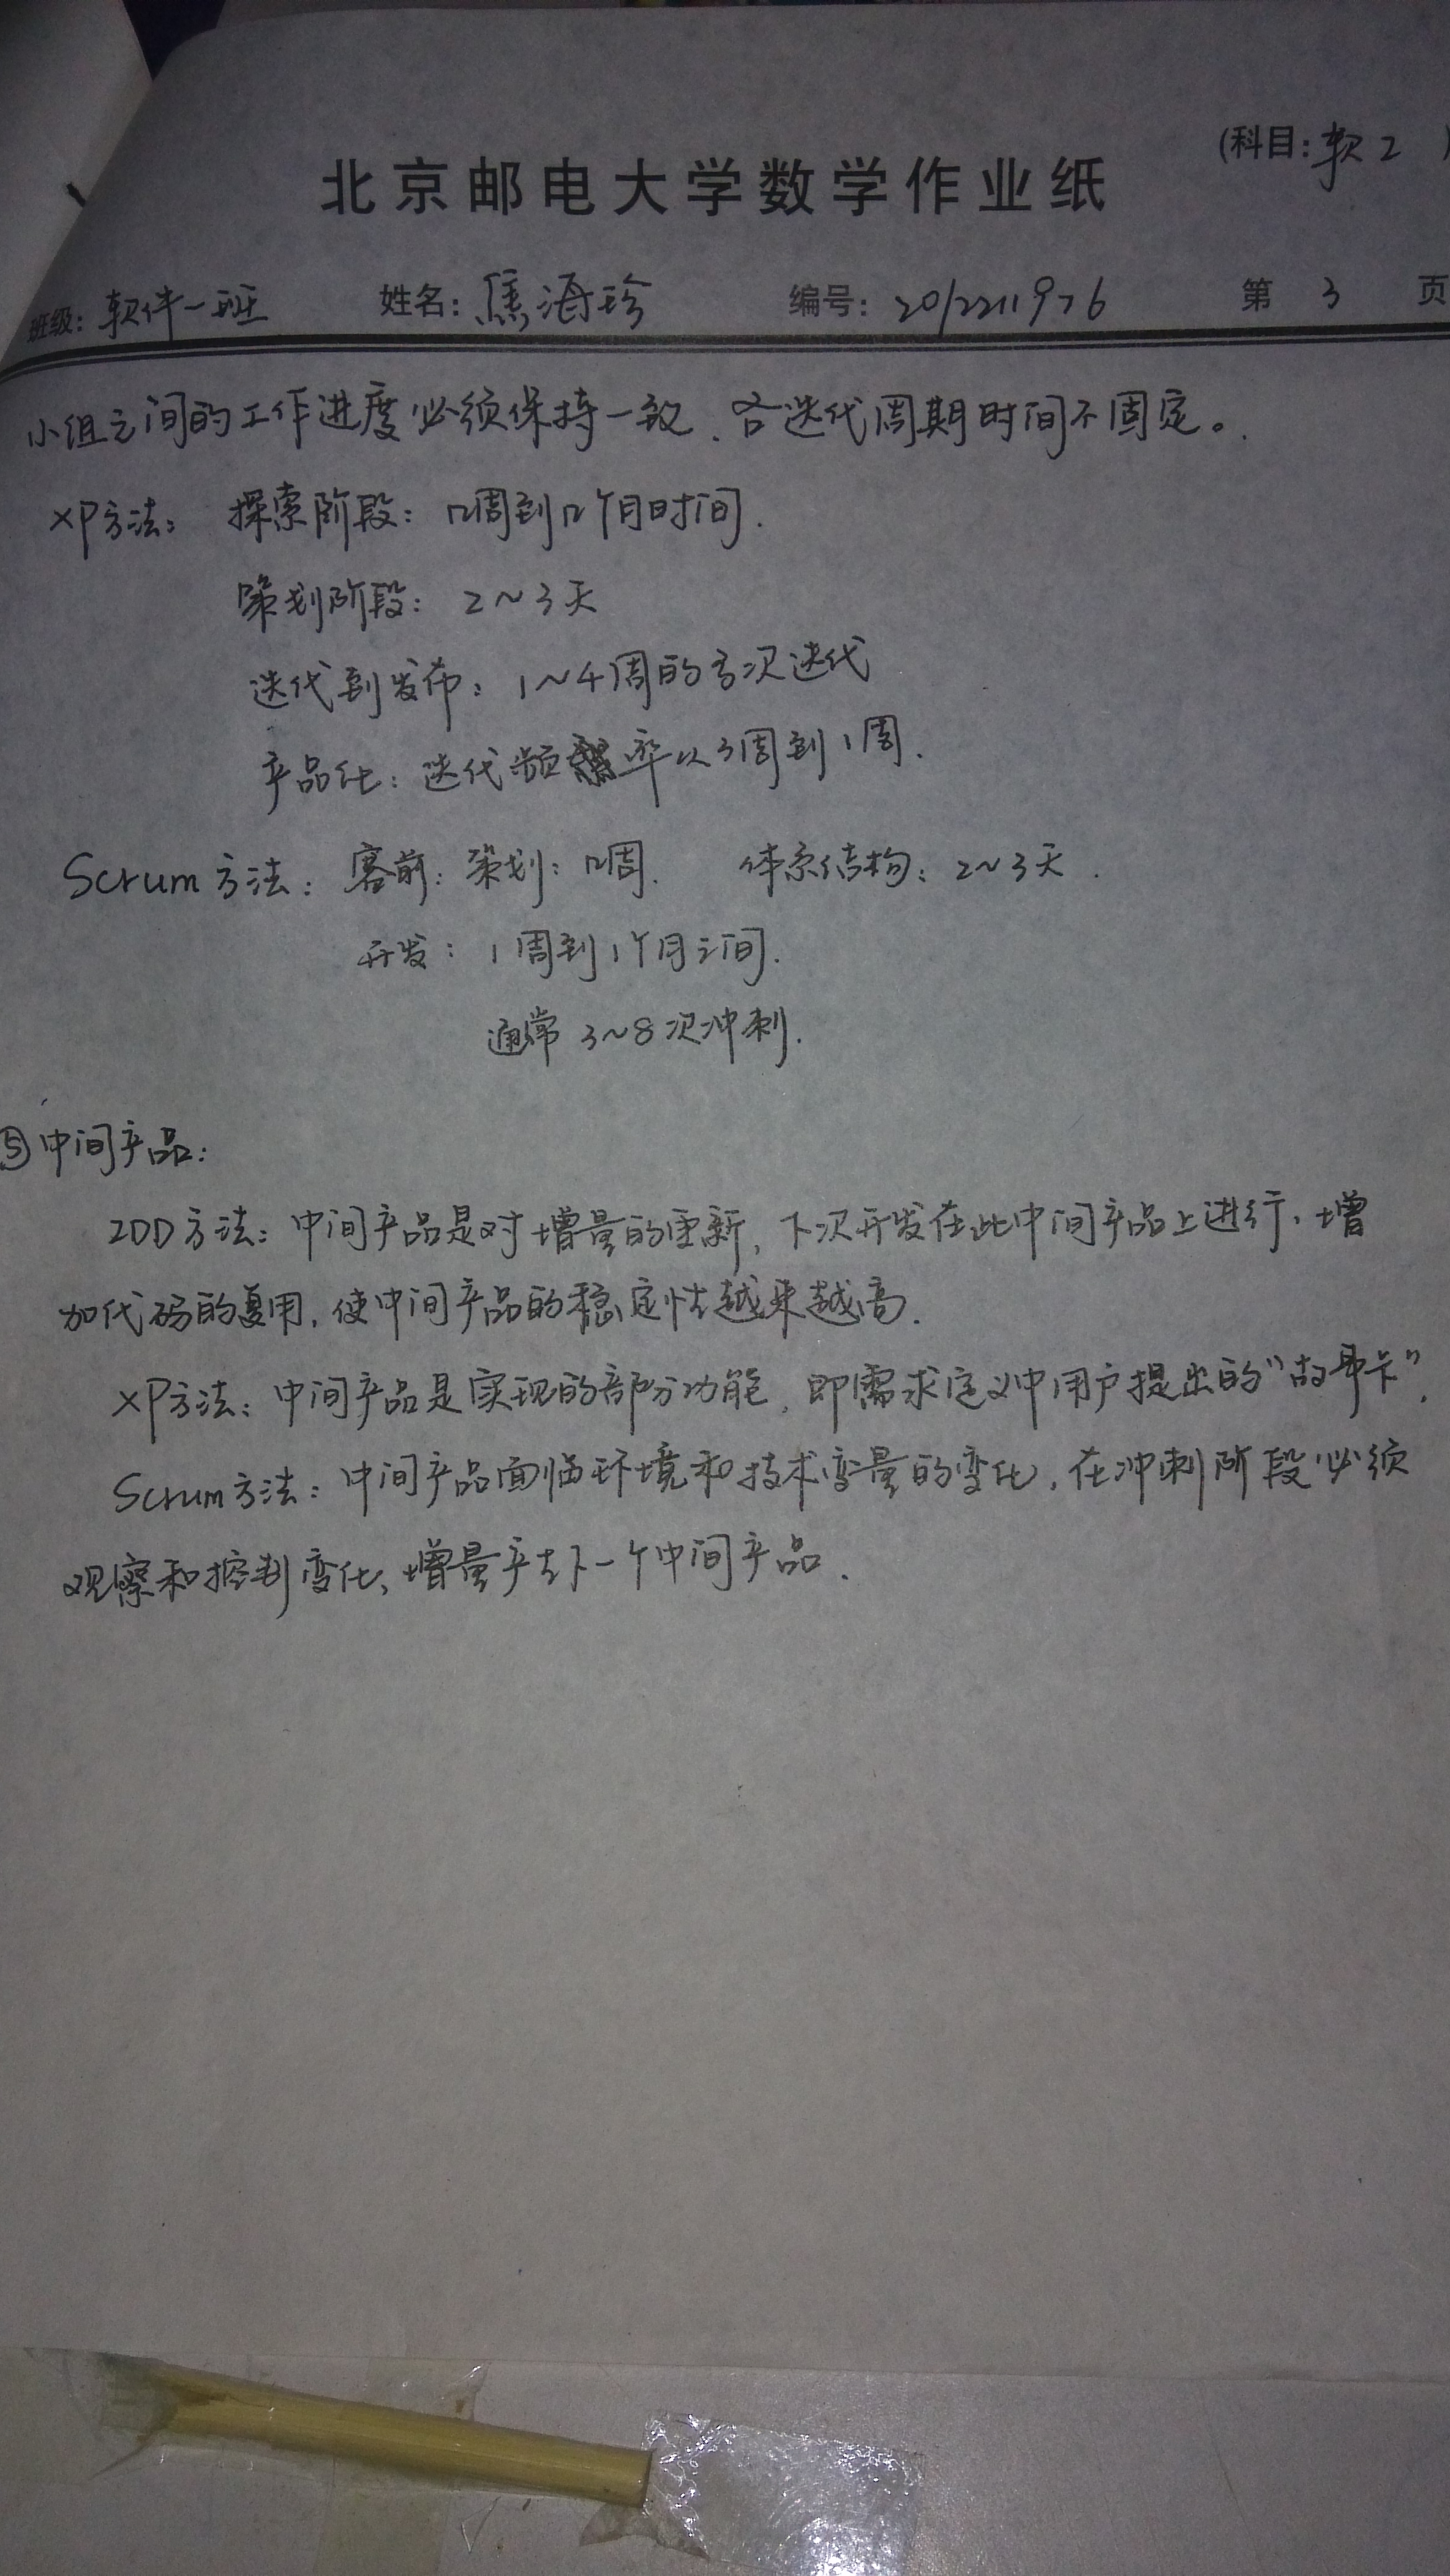 (科目:软工 )
北京邮电大学数学作业纸
班级:软件一班 姓名:焦海珍 编号:2012211976 第 3 页
小组之间的工作进度必须保持一致、各迭代周期时间不固定。
XP方法: 探索阶段: 几周到几个月时间.
策划阶段: 2~3天
迭代到发布: 1~4周的首次迭代
产品化: 迭代频率从3周到1周.
Scrum方法: 赛前: 策划: 几周. 体系结构: 2~3天.
开发: 1周到1个月之间.
通常3~8次冲刺.
⑤中间产品:
IDD方法: 中间产品是对增量的更新, 下次开发在此中间产品上进行, 增
加代码的复用, 使中间产品的稳定性越来越高.
XP方法: 中间产品是实现的部分功能, 即需求定义中用户提出的“故事卡”.
Scrum方法: 中间产品面临环境和技术变量的变化, 在冲刺阶段必须
观察和控制变化, 增量产生下一个中间产品.